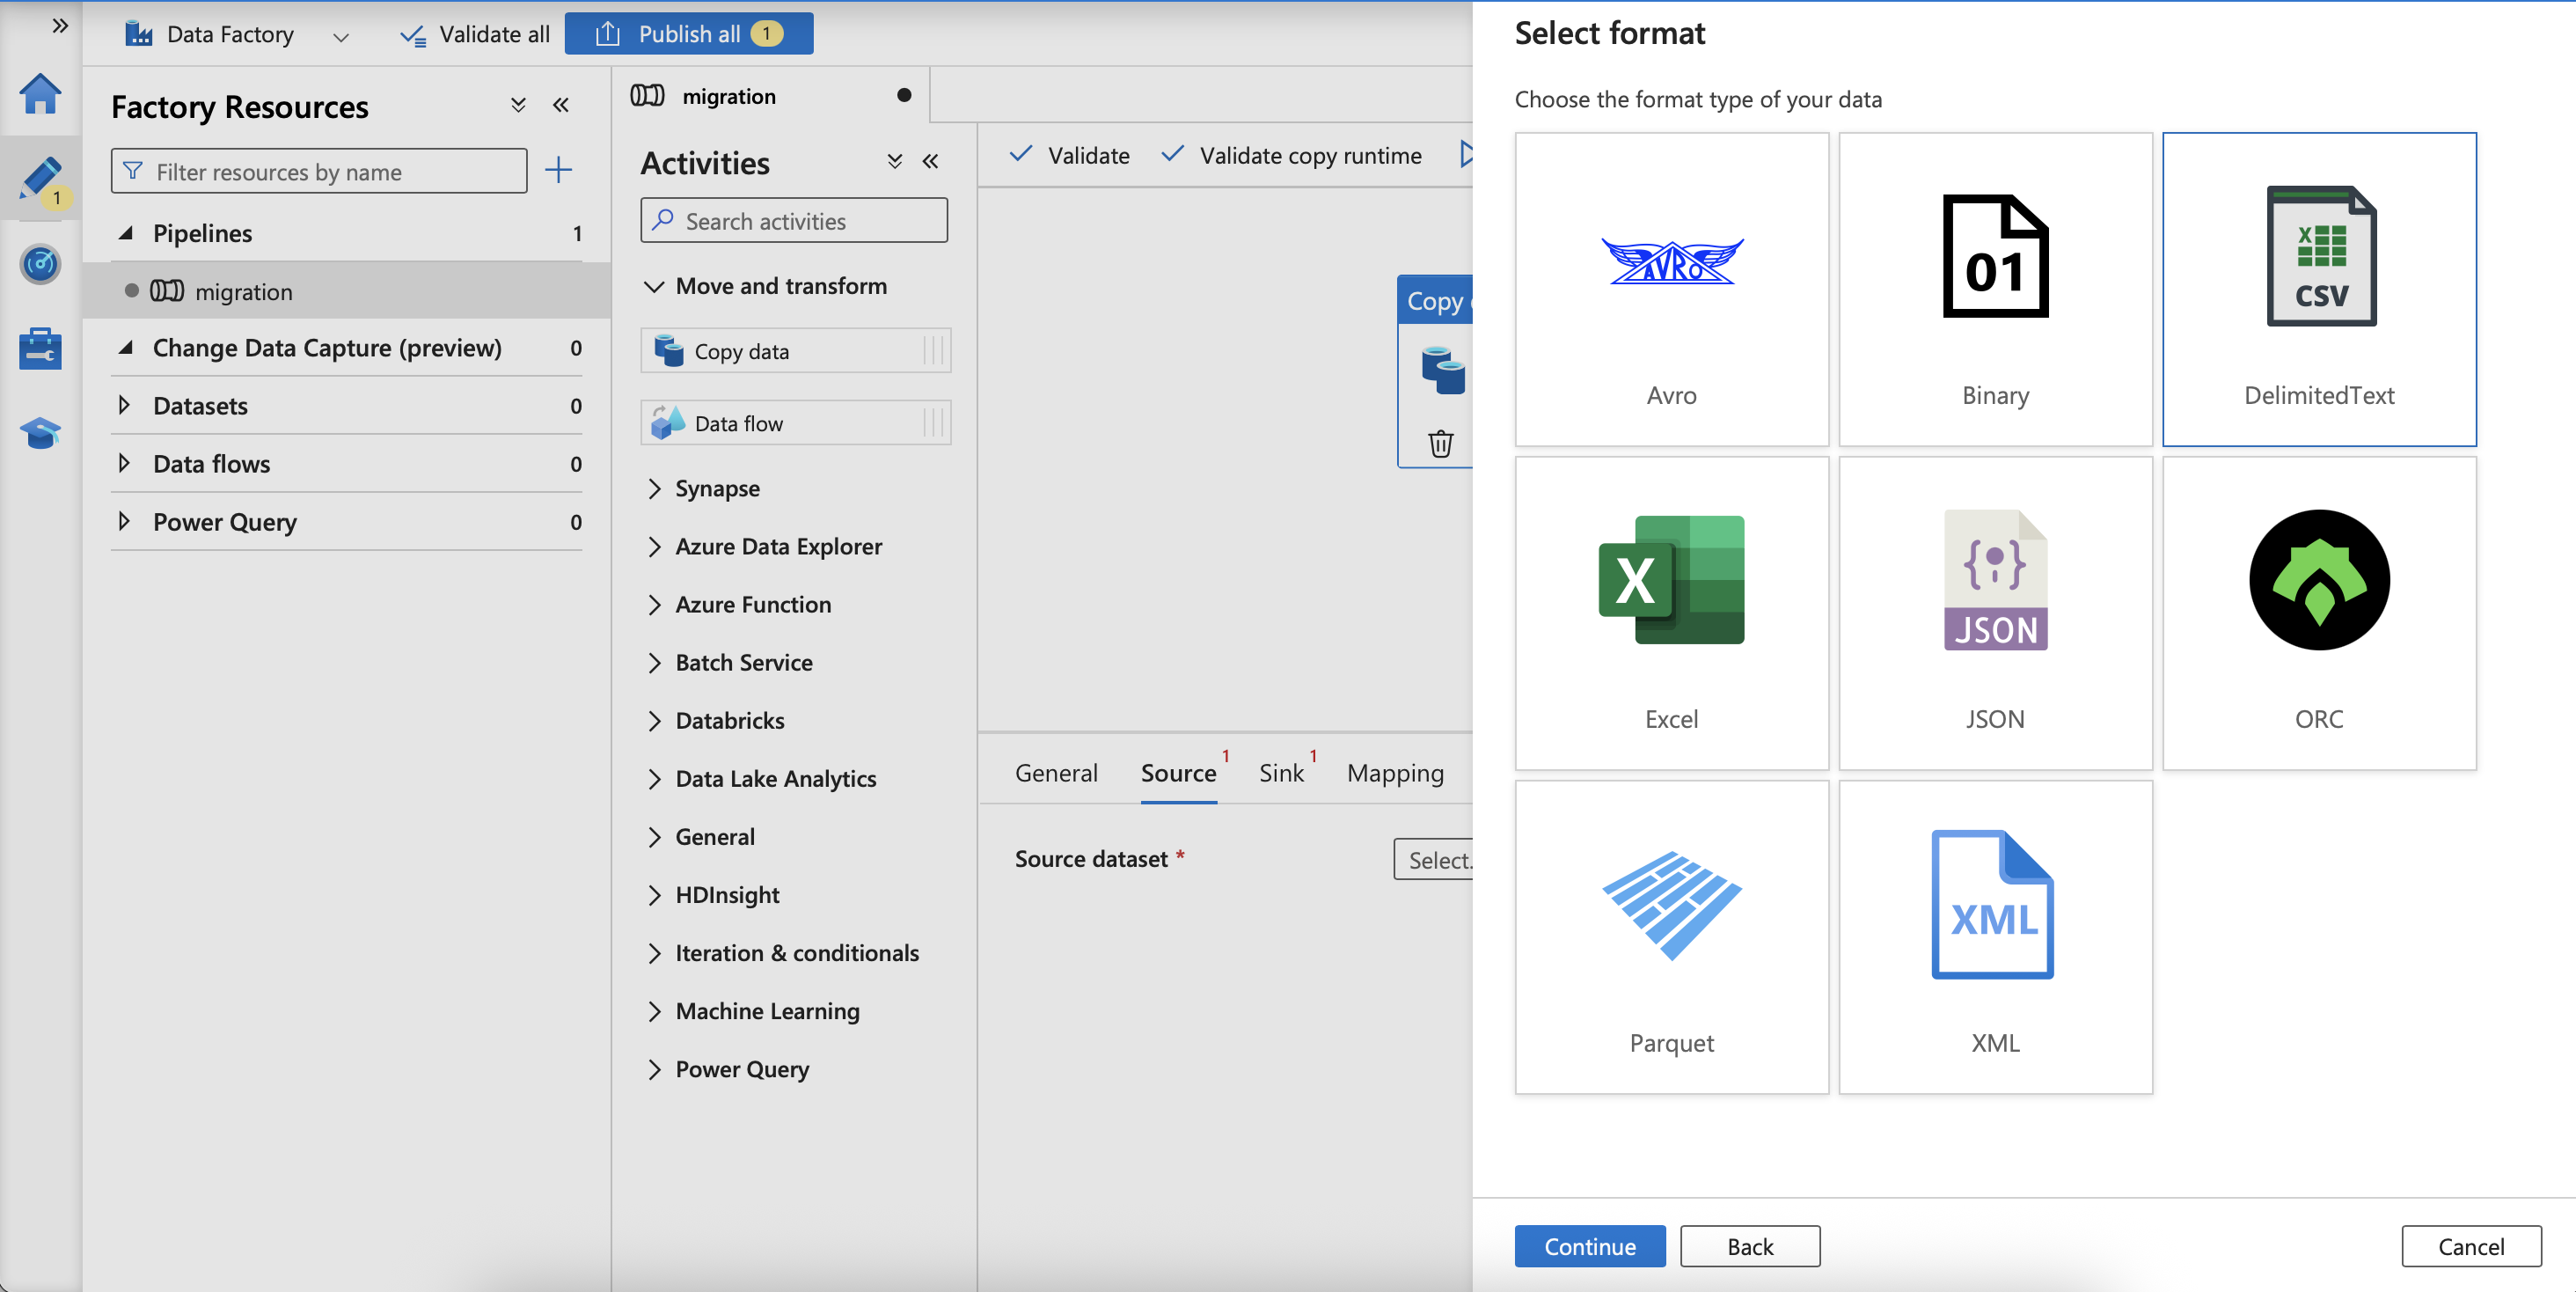 Data Factory
Validate all
Publish all 1
Factory Resources
Filter resources by name
1
Pipelines 1
migration
Change Data Capture (preview) 0
Datasets 0
Data flows 0
Power Query 0
migration
Activities
Search activities
Move and transform
Copy data
Data flow
Synapse
Azure Data Explorer
Azure Function
Batch Service
Databricks
Data Lake Analytics
General
HDInsight
Iteration & conditionals
Machine Learning
Power Query
Validate Validate copy runtime
Copy
General Source 1 Sink 1 Mapping
Source dataset * Select.
Select format
Choose the format type of your data
AVRO
01
X
CSV
Avro Binary DelimitedText
X
JSON
Excel JSON ORC
XML
Parquet XML
Continue Back Cancel